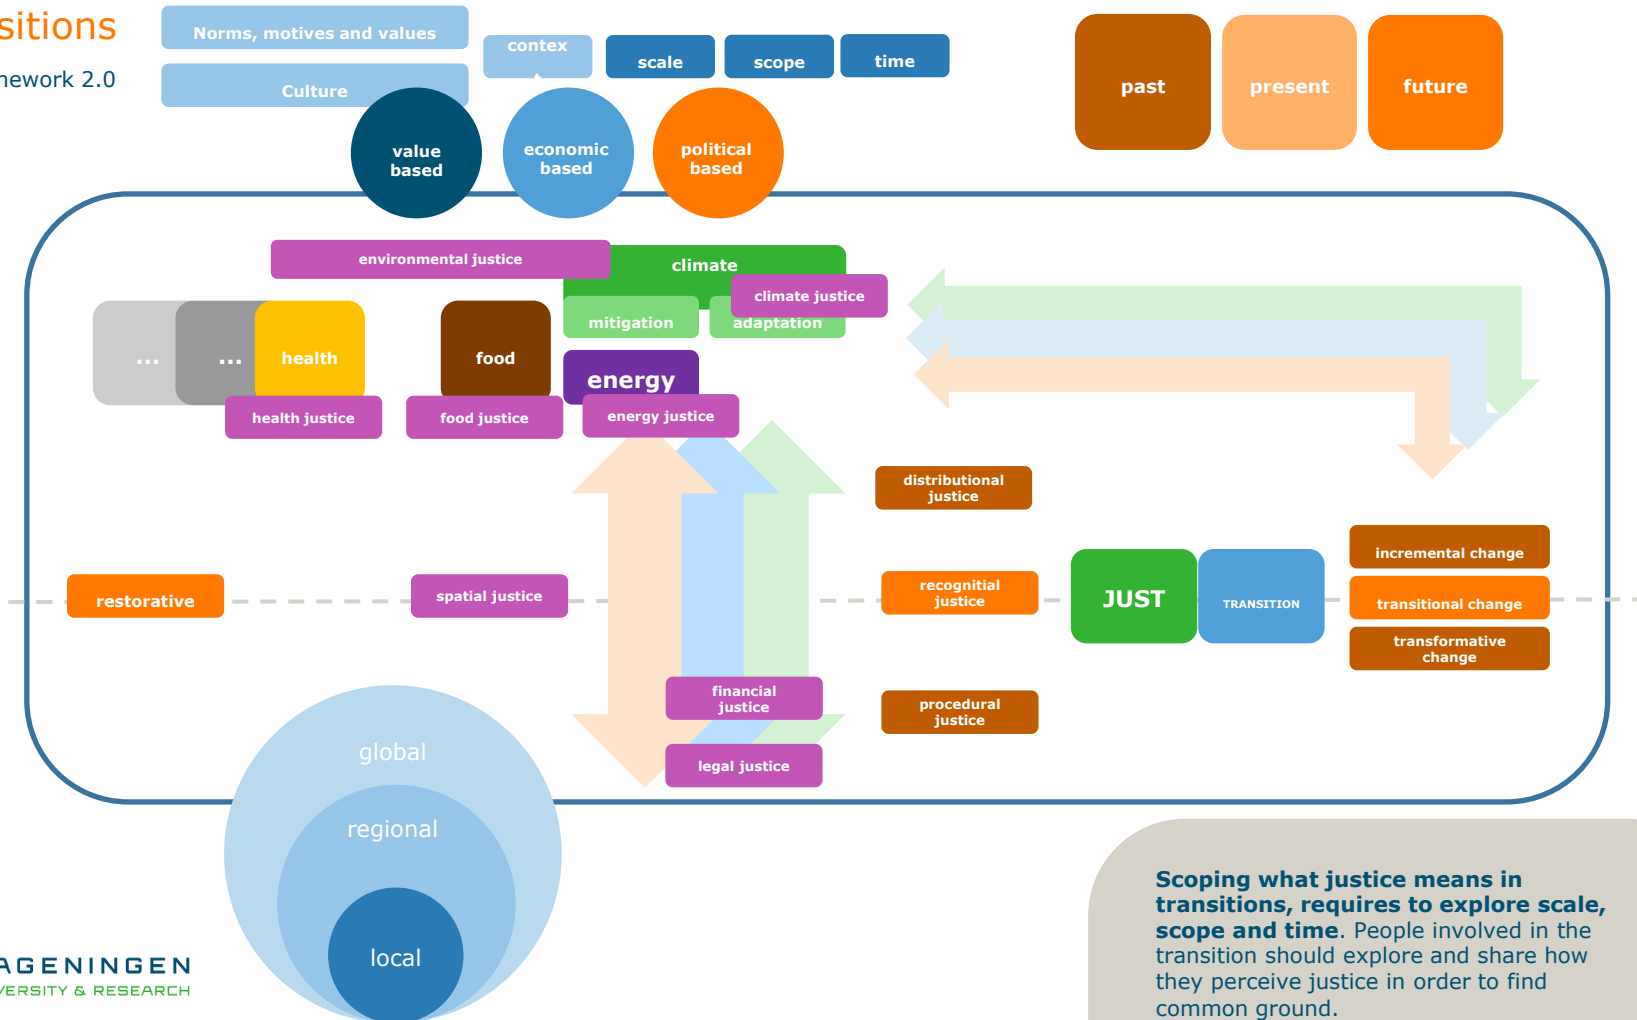 sitions
nework 2.0
Norms, motives and values
Culture
contex
t
scale
scope
time
past
present
future
value
based
economic
based
political
based
environmental justice
climate
climate justice
mitigation
adaptation
...
...
health
food
energy
health justice
food justice
energy justice
distributional
justice
restorative
spatial justice
recognitial
justice
JUST
TRANSITION
incremental change
transitional change
transformative
change
financial
justice
procedural
justice
legal justice
global
regional
local
Scoping what justice means in
transitions, requires to explore scale,
scope and time. People involved in the
transition should explore and share how
they perceive justice in order to find
common ground.
AGENINGEN
VERSITY & RESEARCH